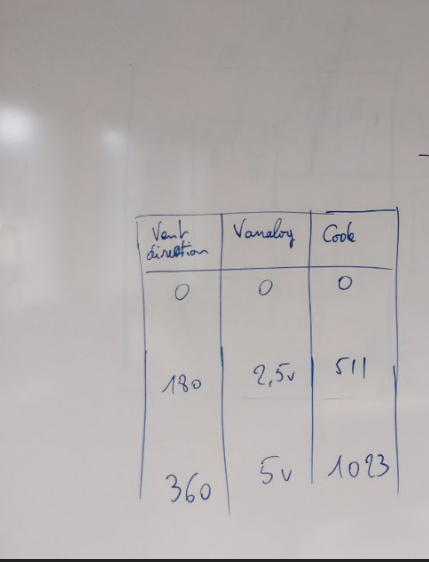 Vent direction Vanalog Code
0 0 0
180 2,5v 511
360 5v 1023